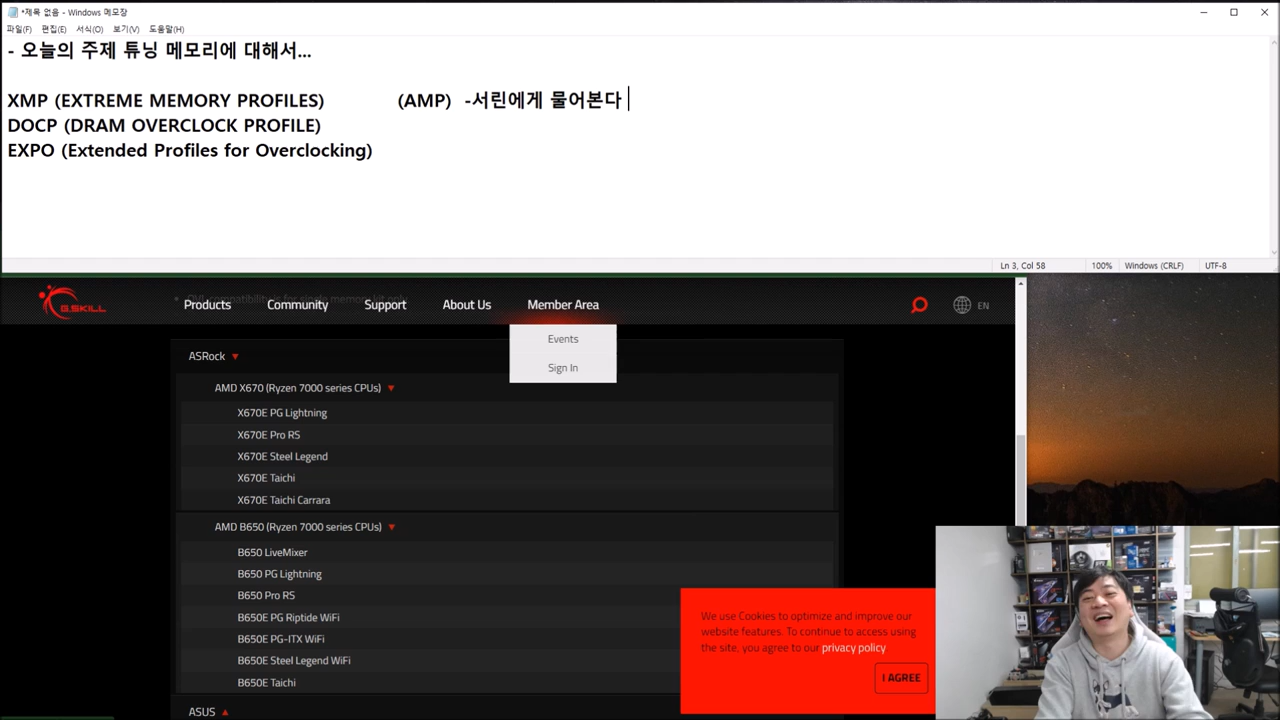 *제목 없음 - Windows 메모장
파일(F) 편집(E) 서식(O) 보기(V) 도움말(H)
- 오늘의 주제 튜닝 메모리에 대해서...
XMP (EXTREME MEMORY PROFILES) (AMP) -서린에게 물어본다
DOCP (DRAM OVERCLOCK PROFILE)
EXPO (Extended Profiles for Overclocking)
Ln 3, Col 58 100% Windows (CRLF) UTF-8
G.SKILL Products Community Support About Us Member Area EN
Events
Sign In
ASRock
AMD X670 (Ryzen 7000 series CPUs)
X670E PG Lightning
X670E Pro RS
X670E Steel Legend
X670E Taichi
X670E Taichi Carrara
AMD B650 (Ryzen 7000 series CPUs)
B650 LiveMixer
B650 PG Lightning
B650 Pro RS
B650E PG Riptide WiFi
B650E PG-ITX WiFi
B650E Steel Legend WiFi
B650E Taichi
ASUS
We use Cookies to optimize and improve our
website features. To continue to access using
the site, you agree to our privacy policy
I AGREE